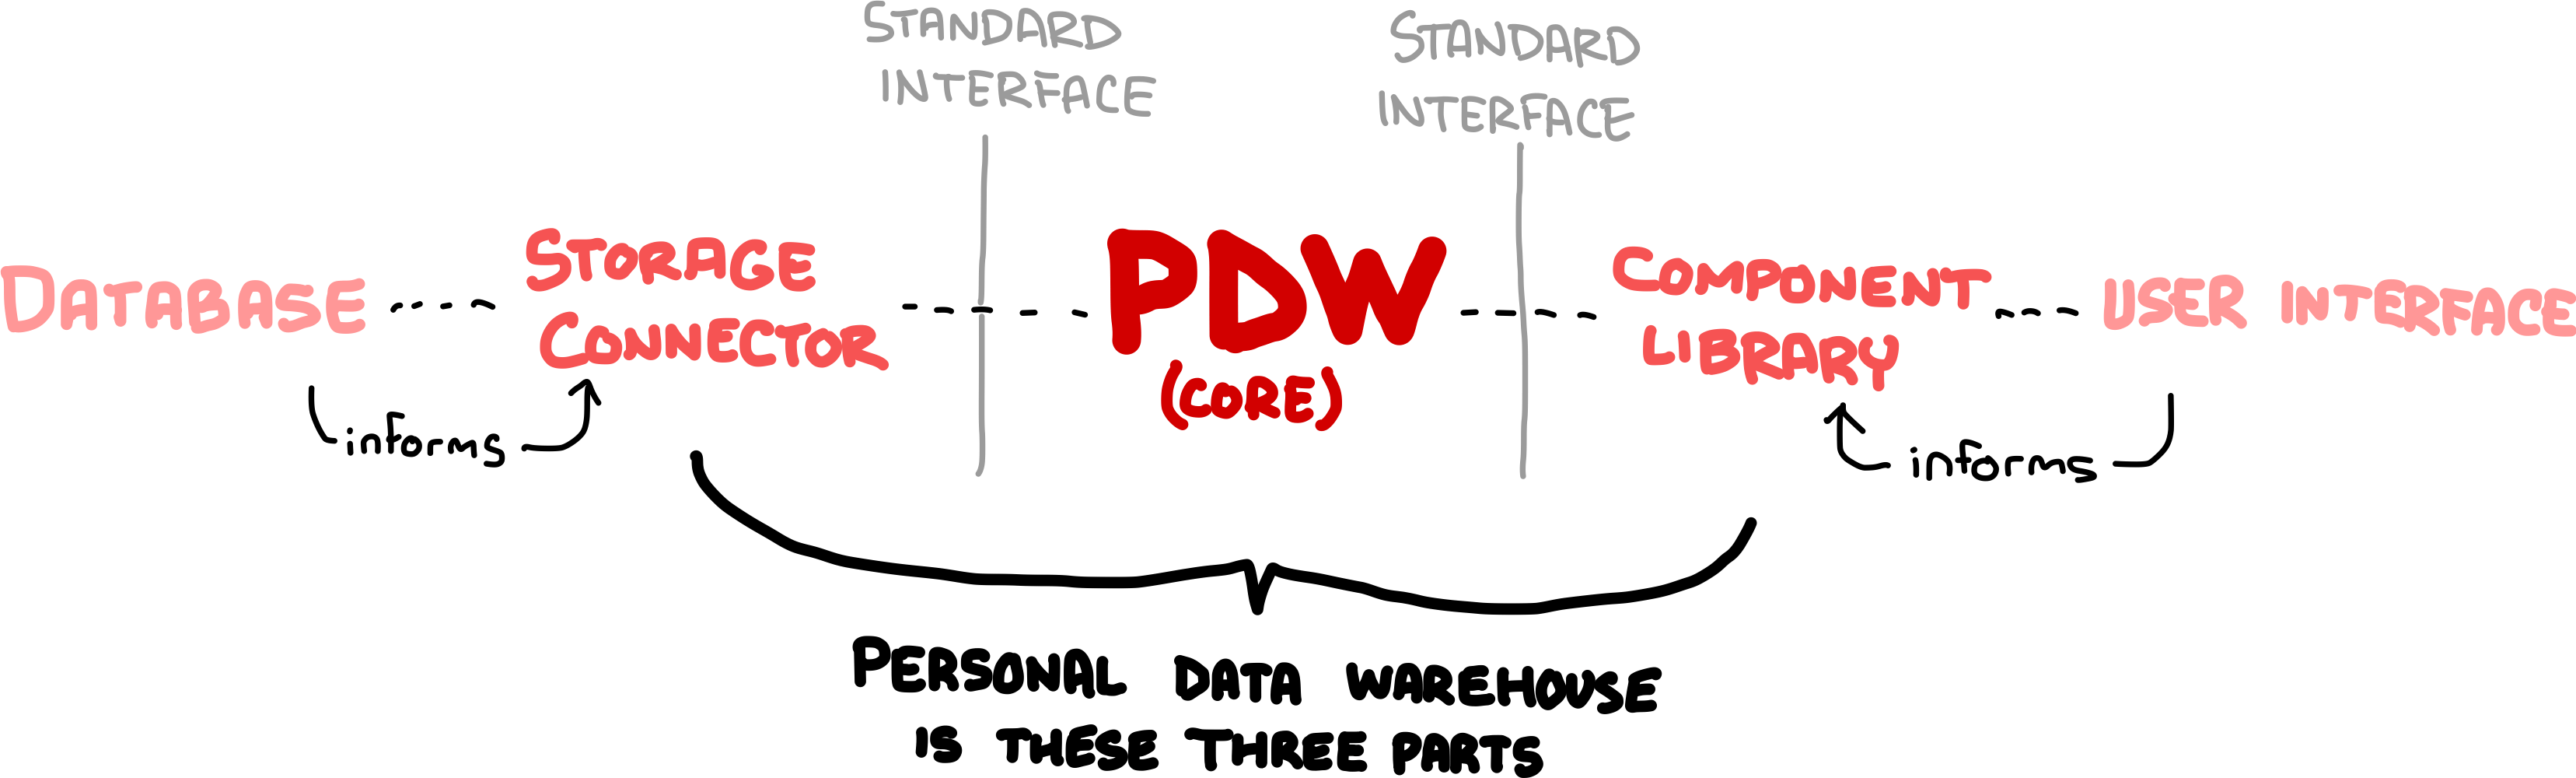 STANDARD
INTERFACE
STANDARD
INTERFACE
DATABASE
STORAGE
CONNECTOR
PDW
(CORE)
COMPONENT
LIBRARY
USER INTERFACE
informs
informs
PERSONAL DATA WAREHOUSE
IS THESE THREE PARTS